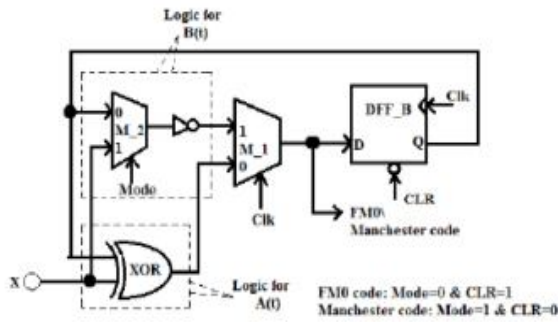 Logic for
B(t)
0
M_2
1
Mode
1
M_1
0
Clk
DFF_B
Clk
D
Q
CLR
FM0\
Manchester code
X
XOR
Logic for
A(t)
FM0 code: Mode=0 & CLR=1
Manchester code: Mode=1 & CLR=0